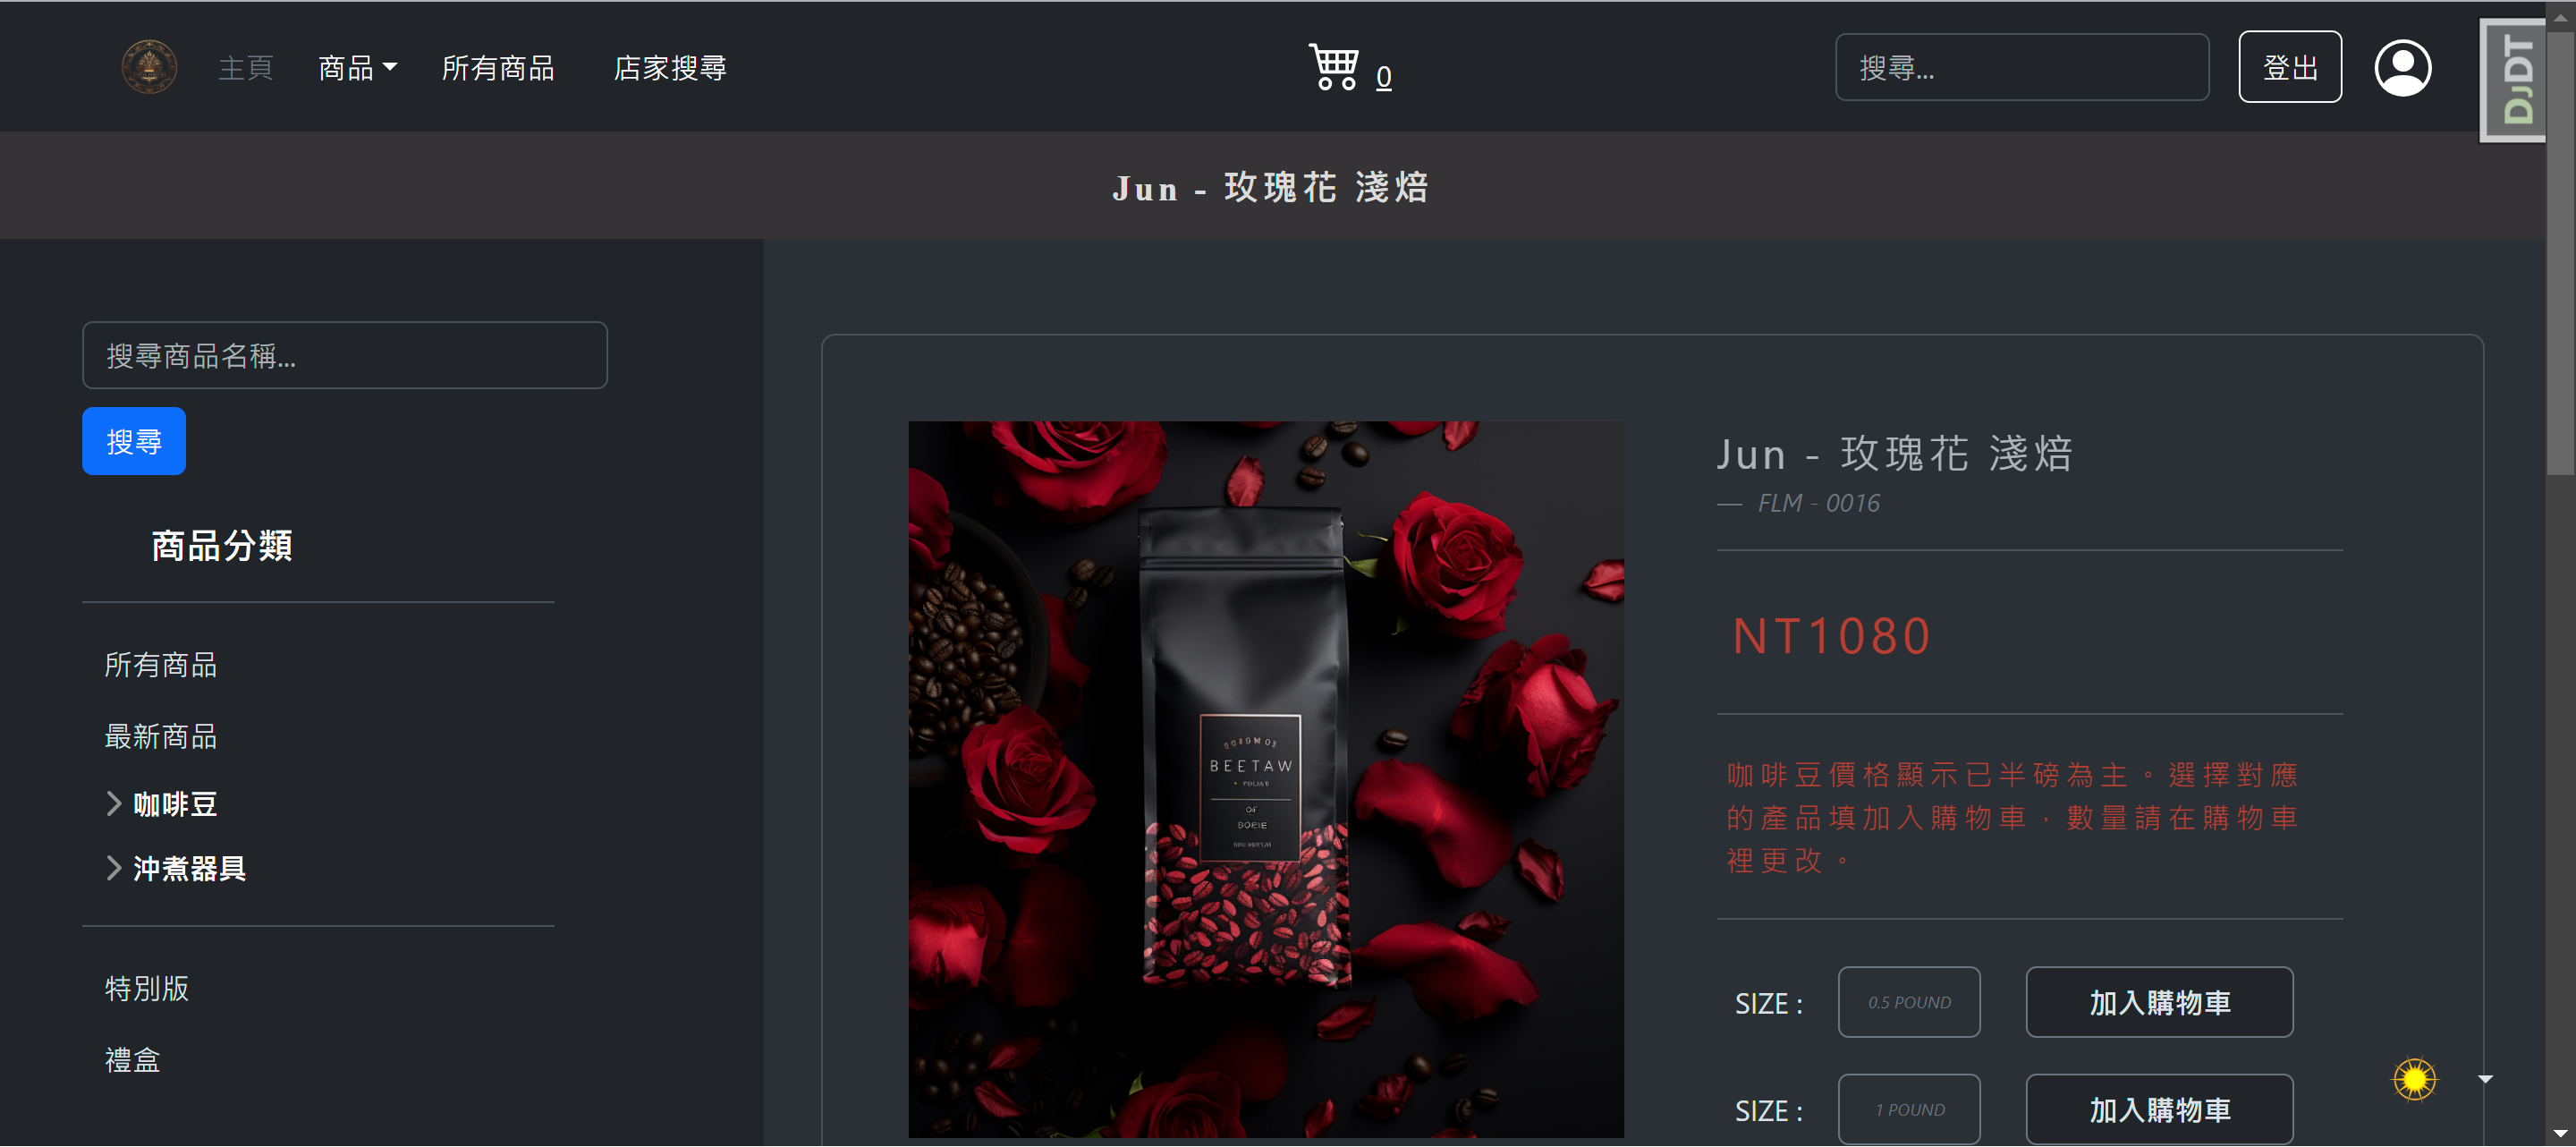 主頁
商品
所有商品
店家搜尋
0
搜尋...
登出
DJDT
Jun - 玫瑰花 淺焙
搜尋商品名稱...
搜尋
商品分類
所有商品
最新商品
咖啡豆
沖煮器具
特別版
禮盒
BEETAW
Jun - 玫瑰花 淺焙
— FLM - 0016
NT1080
咖啡豆價格顯示已半磅為主。選擇對應
的產品填加入購物車，數量請在購物車
裡更改。
SIZE : 0.5 POUND 加入購物車
SIZE : 1 POUND 加入購物車